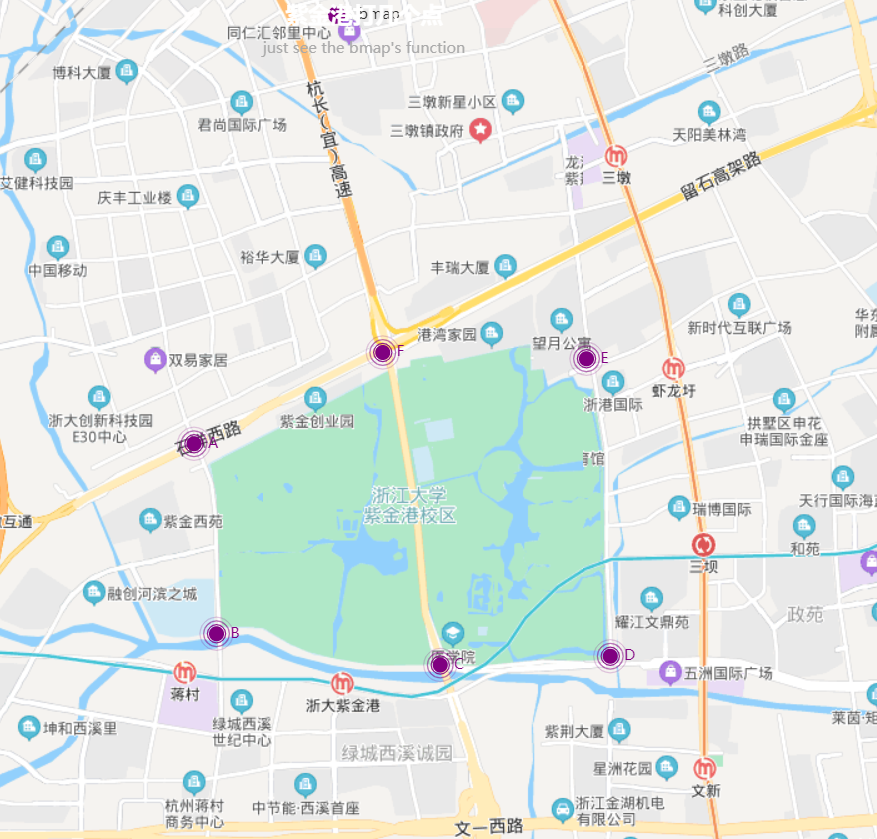 bmap
just see the bmap's function
科创大厦
同仁汇邻里中心
博科大厦
三墩路
君尚国际广场
三墩新星小区
三墩镇政府
天阳美林湾
杭长(宜)高速
艾健科技园
三墩
留石高架路
庆丰工业楼
中国移动
裕华大厦
丰瑞大厦
港湾家园
望月公寓
新时代互联广场
F
E
双易家居
虾龙圩
浙大创新科技园
E30中心
紫金创业园
浙港国际
拱墅区申花
申瑞国际金座
A
浙江大学
紫金港校区
紫金西苑
瑞博国际
天行国际海
和苑
互通
三坝
融创河滨之城
耀江文鼎苑
政苑
B
C
D
蒋村
浙大紫金港
五洲国际广场
坤和西溪里
绿城西溪
世纪中心
绿城西溪诚园
紫荆大厦
莱茵·矩
星洲花园
文新
杭州蒋村
商务中心
中节能·西溪首座
浙江金湖机电
有限公司
文一西路